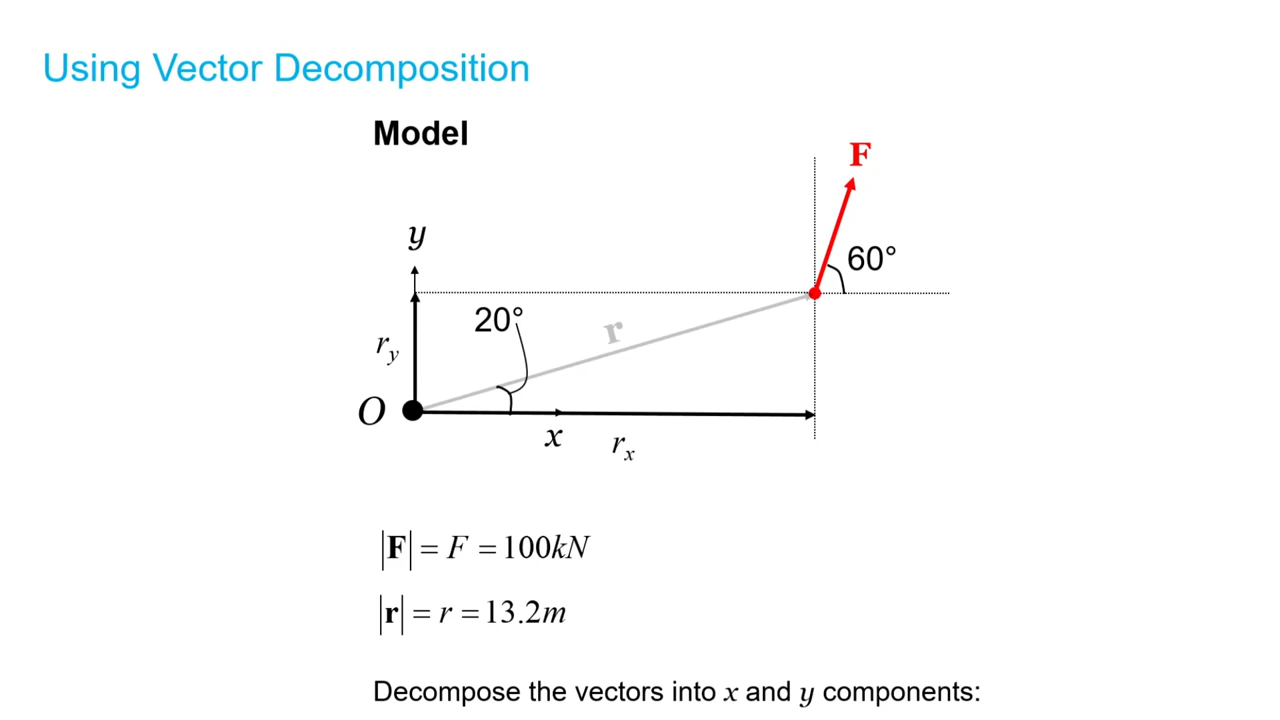 Using Vector Decomposition
Model
F
y
60°
20°
r
r_y
O
x
r_x
|F| = F = 100kN
|r| = r = 13.2m
Decompose the vectors into x and y components: